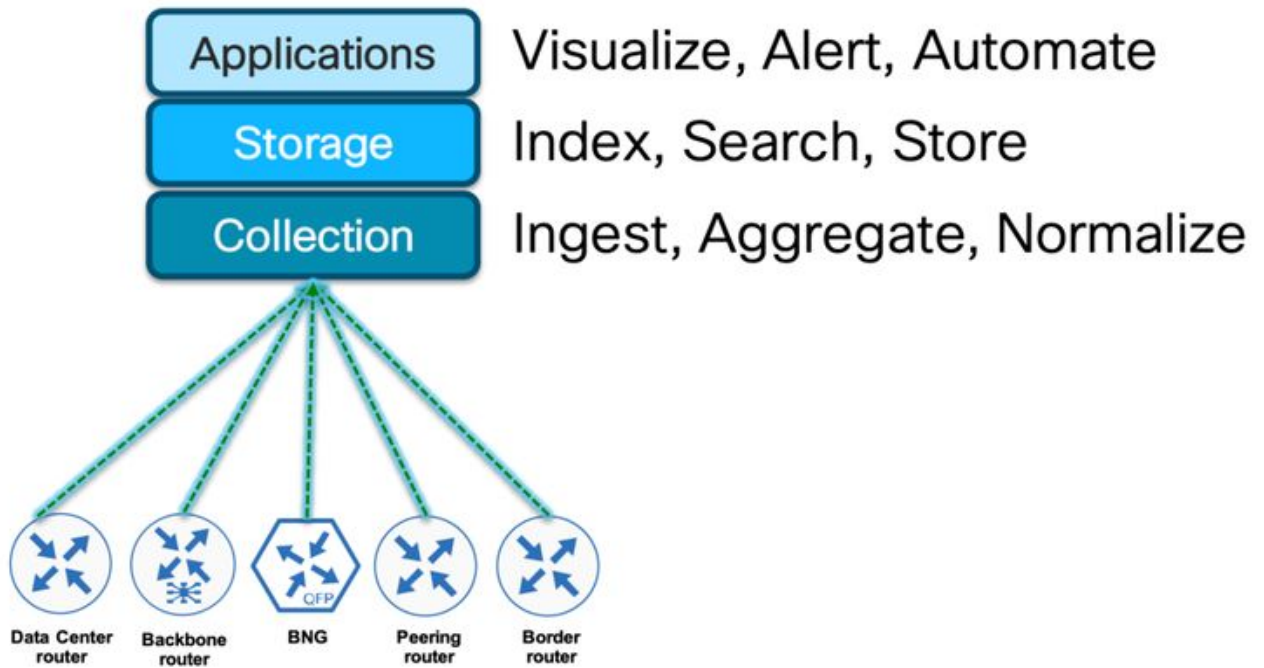 Applications Visualize, Alert, Automate
Storage Index, Search, Store
Collection Ingest, Aggregate, Normalize
QFP
Data Center
router
Backbone
router
BNG
Peering
router
Border
router